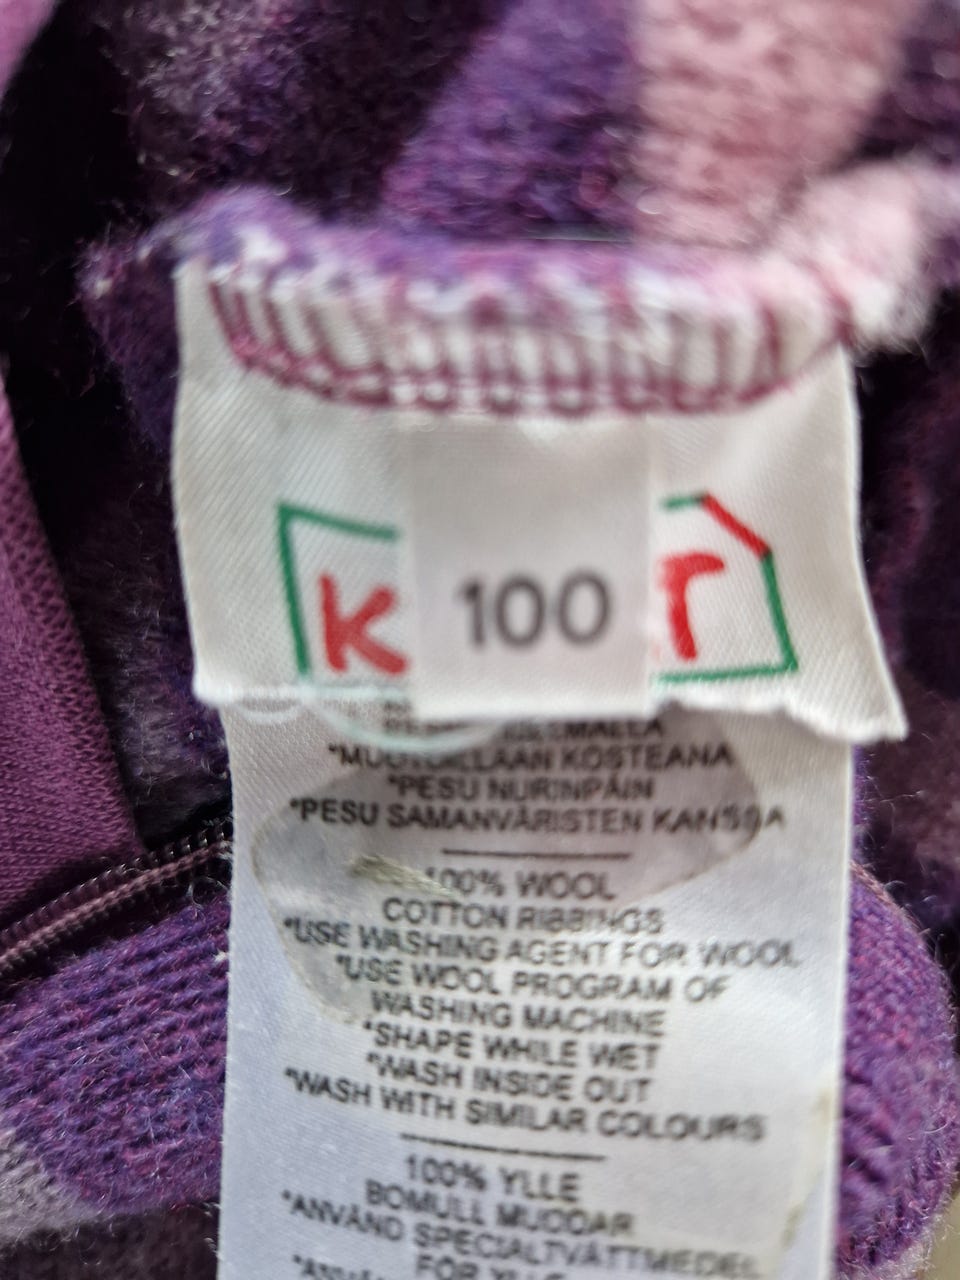 k r
100
*MUOTOILLAAN KOSTEANA
*PESU NURINPÄIN
*PESU SAMANVÄRISTEN KANSSA
100% WOOL
COTTON RIBBINGS
*USE WASHING AGENT FOR WOOL
*USE WOOL PROGRAM OF
WASHING MACHINE
*SHAPE WHILE WET
*WASH INSIDE OUT
*WASH WITH SIMILAR COLOURS
100% YLLE
BOMULL MUDDAR
*ANVÄND SPECIALTVÄTTMEDEL
FÖR YLLE